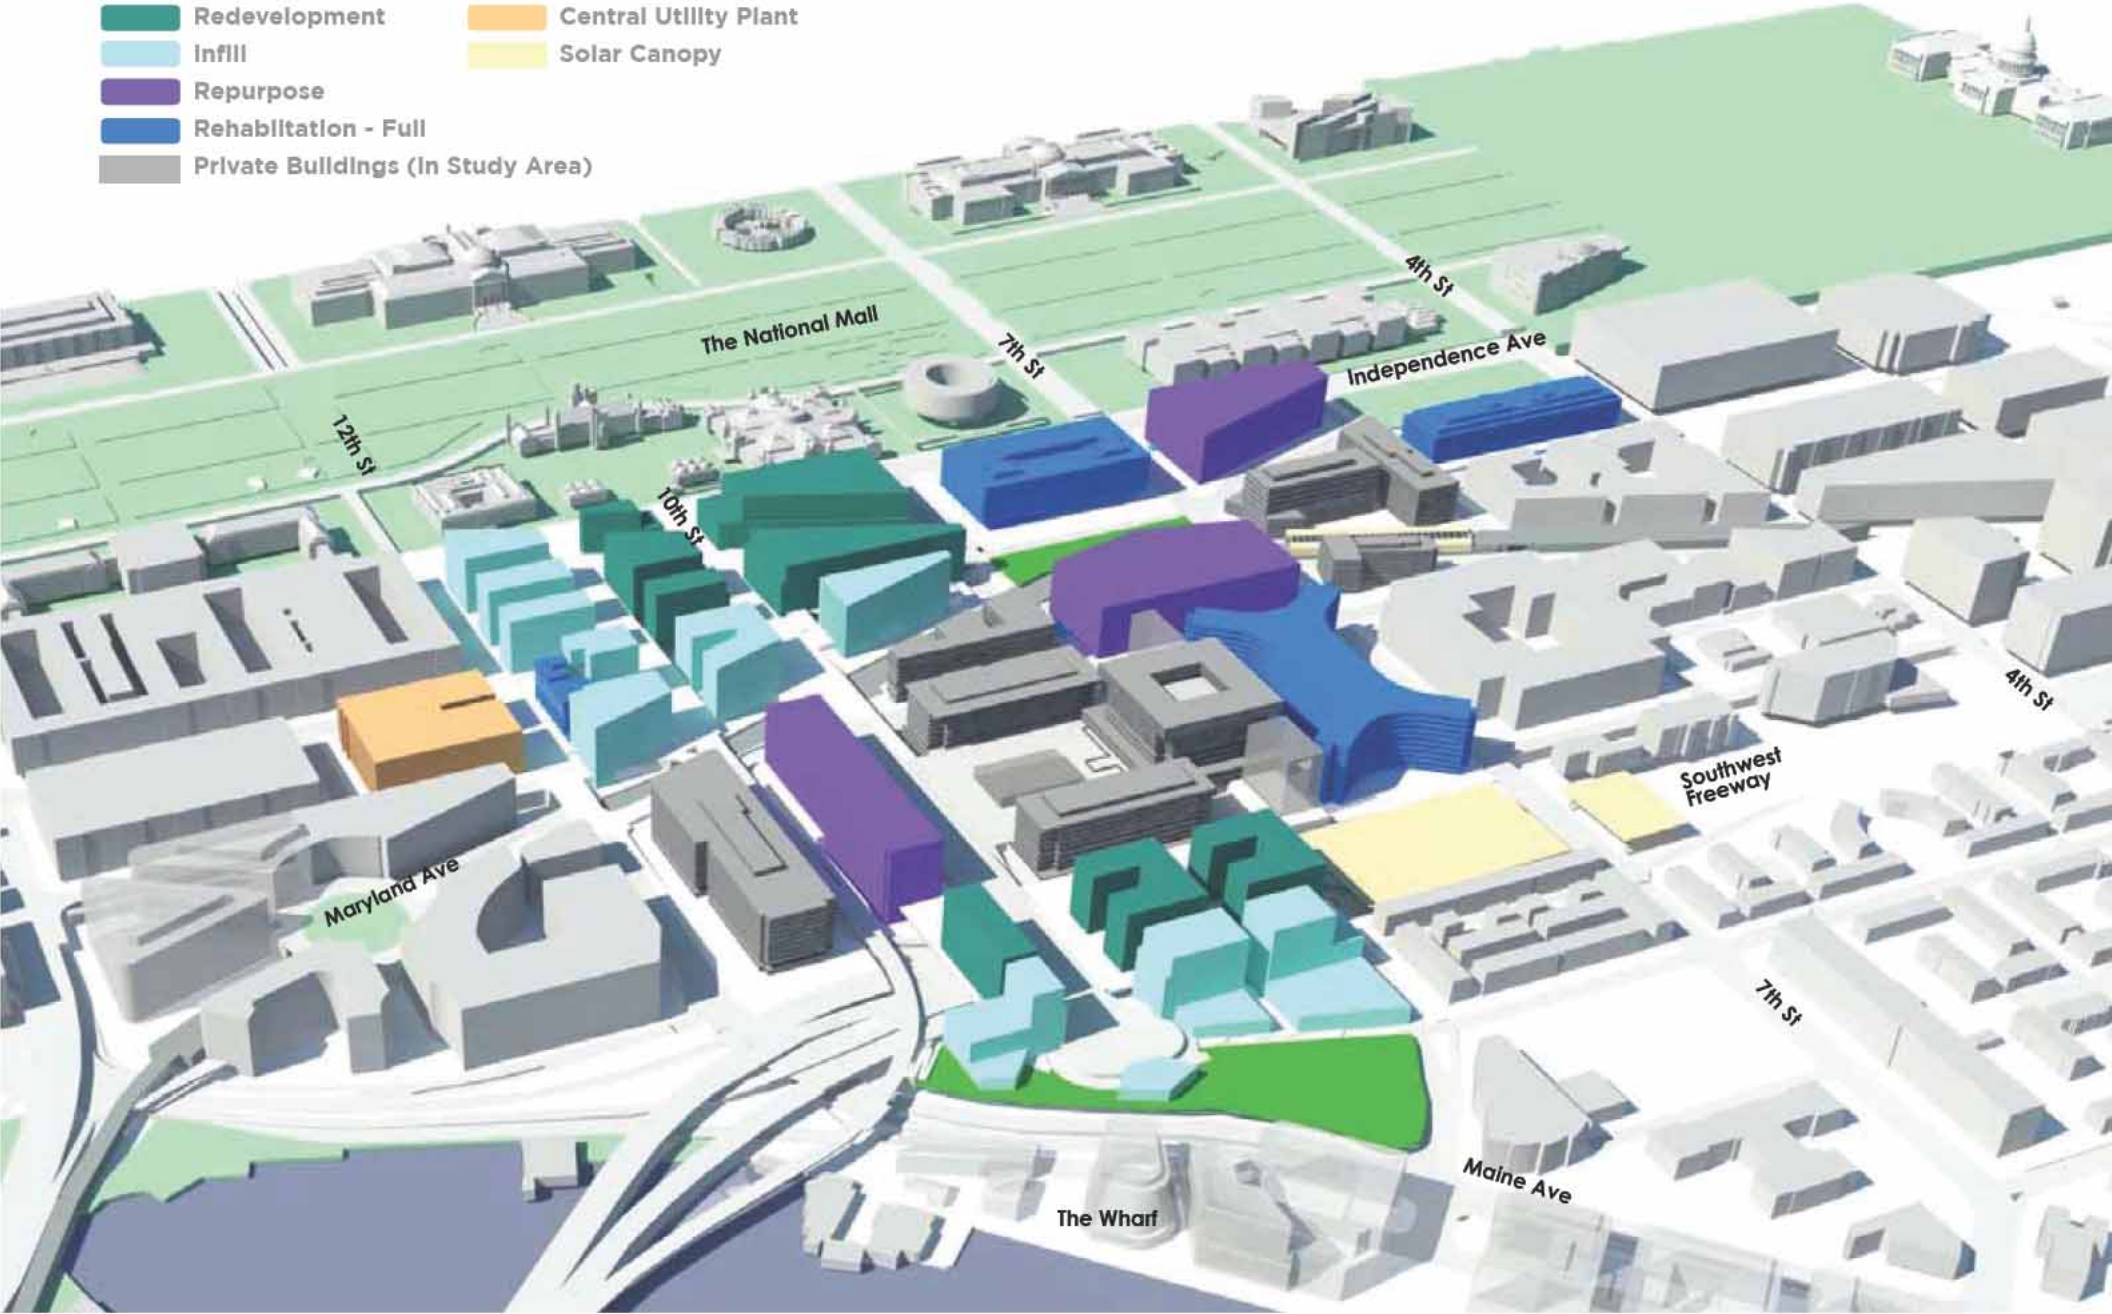 Redevelopment
Infill
Repurpose
Rehablitation - Full
Private Buildings (In Study Area)
Central Utility Plant
Solar Canopy
The National Mall
4th St
7th St
Independence Ave
12th St
10th St
4th St
Southwest
Freeway
Maryland Ave
7th St
Maine Ave
The Wharf